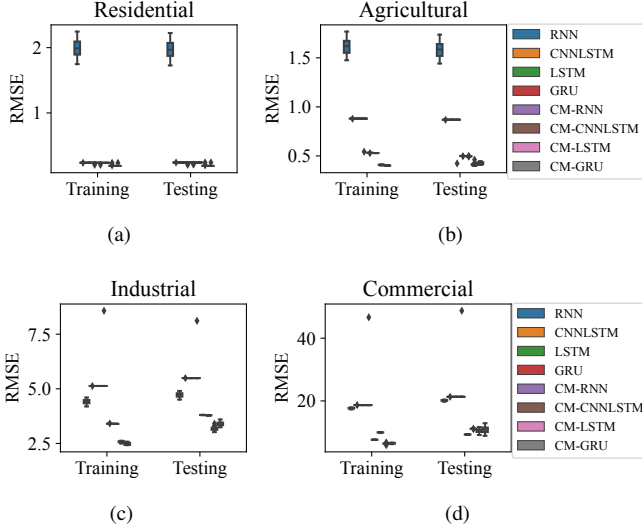 Residential
RMSE
2
1
Training
Testing
(a)
Agricultural
RMSE
1.5
1.0
0.5
Training
Testing
(b)
RNN
CNNLSTM
LSTM
GRU
CM-RNN
CM-CNNLSTM
CM-LSTM
CM-GRU
Industrial
RMSE
7.5
5.0
2.5
Training
Testing
(c)
Commercial
RMSE
40
20
Training
Testing
(d)
RNN
CNNLSTM
LSTM
GRU
CM-RNN
CM-CNNLSTM
CM-LSTM
CM-GRU